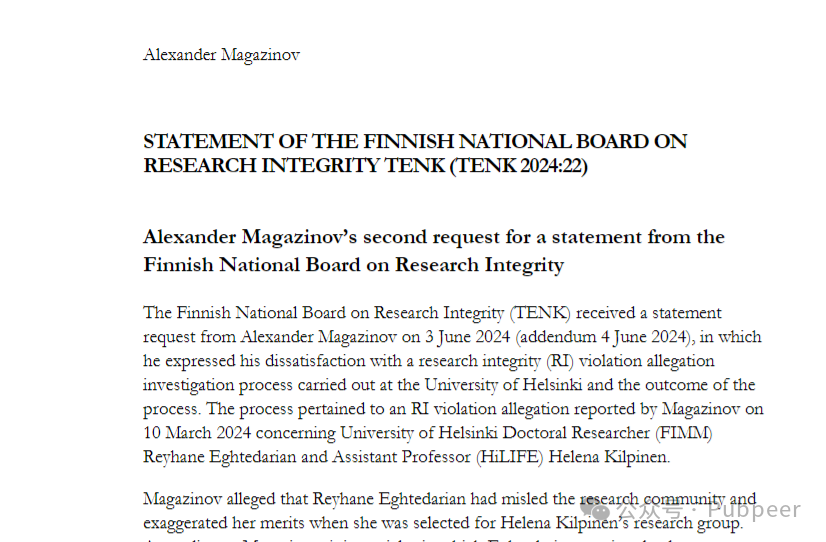 Alexander Magazinov
STATEMENT OF THE FINNISH NATIONAL BOARD ON
RESEARCH INTEGRITY TENK (TENK 2024:22)
Alexander Magazinov’s second request for a statement from the
Finnish National Board on Research Integrity
The Finnish National Board on Research Integrity (TENK) received a statement
request from Alexander Magazinov on 3 June 2024 (addendum 4 June 2024), in which
he expressed his dissatisfaction with a research integrity (RI) violation allegation
investigation process carried out at the University of Helsinki and the outcome of the
process. The process pertained to an RI violation allegation reported by Magazinov on
10 March 2024 concerning University of Helsinki Doctoral Researcher (FIMM)
Reyhane Eghtedarian and Assistant Professor (HiLIFE) Helena Kilpinen.
Magazinov alleged that Reyhane Eghtedarian had misled the research community and
exaggerated her merits when she was selected for Helena Kilpinen’s research group.
公众号 · Pubpeer